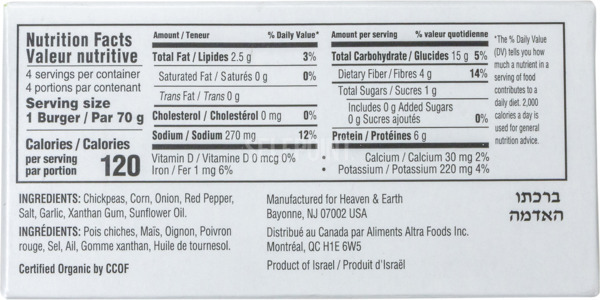 Nutrition Facts
Valeur nutritive
4 servings per container
4 portions par contenant
Serving size
1 Burger / Par 70 g
Calories / Calories
per serving
par portion
120
Amount / Teneur % Daily Value*
Total Fat / Lipides 2.5 g 3%
Saturated Fat / Saturés 0 g 0%
Trans Fat / Trans 0 g
Cholesterol / Cholestérol 0 mg 0%
Sodium / Sodium 270 mg 12%
Amount per serving % valeur quotidienne
Total Carbohydrate / Glucides 15 g 5%
Dietary Fiber / Fibres 4 g 14%
Total Sugars / Sucres 1 g
Includes 0 g Added Sugars
0 g Sucres ajoutés 0%
Protein / Protéines 6 g
Vitamin D / Vitamine D 0 mcg 0% • Calcium / Calcium 30 mg 2%
Iron / Fer 1 mg 6% • Potassium / Potassium 220 mg 4%
*The % Daily Value
(DV) tells you how
much a nutrient in a
serving of food
contributes to a
daily diet. 2,000
calories a day is
used for general
nutrition advice.
INGREDIENTS: Chickpeas, Corn, Onion, Red Pepper,
Salt, Garlic, Xanthan Gum, Sunflower Oil.
INGRÉDIENTS: Pois chiches, Maïs, Oignon, Poivron
rouge, Sel, Ail, Gomme xanthan, Huile de tournesol.
Certified Organic by CCOF
Manufactured for Heaven & Earth
Bayonne, NJ 07002 USA
Distribué au Canada par Aliments Altra Foods Inc.
Montréal, QC H1E 6W5
Product of Israel / Produit d'Israël
ברכתו
האדמה